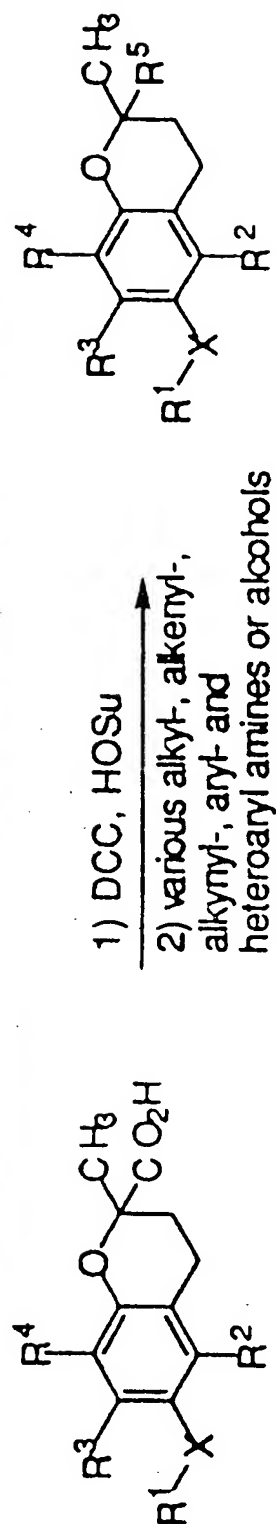 R¹
X
R³
R⁴
R²
O
CH₃
CO₂H
1) DCC, HOSu
2) various alkyl-, alkenyl-,
alkynyl-, aryl- and
heteroaryl amines or alcohols
R¹
X
R³
R⁴
R²
O
CH₃
R⁵